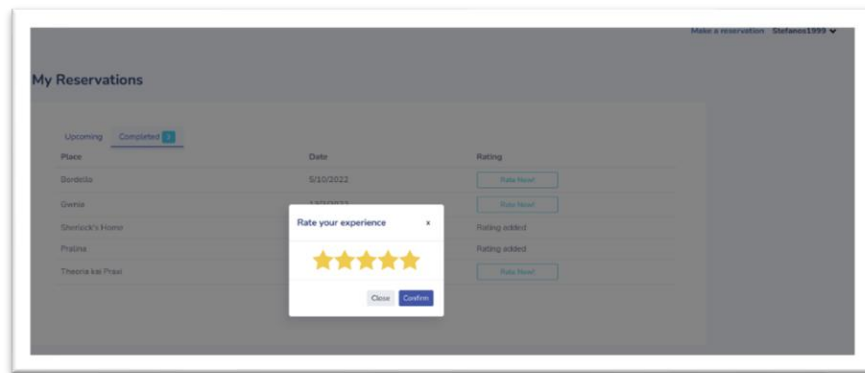 Make a reservation Stefanos1999
My Reservations
Upcoming Completed
Place Date Rating
Bordello 5/10/2022 Rate Now!
Gwnia Rate Now!
Sherlock's Home Rating added
Pratina Rating added
Theoria kai Praxi Rate Now!
Rate your experience x
Close Confirm